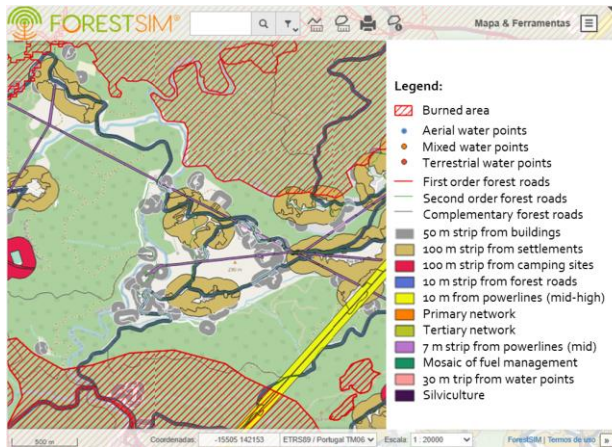 FORESTSIM®
Mapa & Ferramentas
Legend:
Burned area
Aerial water points
Mixed water points
Terrestrial water points
First order forest roads
Second order forest roads
Complementary forest roads
50 m strip from buildings
100 m strip from settlements
100 m strip from camping sites
10 m strip from forest roads
10 m from powerlines (mid-high)
Primary network
Tertiary network
7 m strip from powerlines (mid)
Mosaic of fuel management
30 m trip from water points
Silviculture
500 m
Coordenadas: -15505 142153 ETRS89 / Portugal TM06 Escala: 1 : 20000 ForestSIM | Termos de uso »